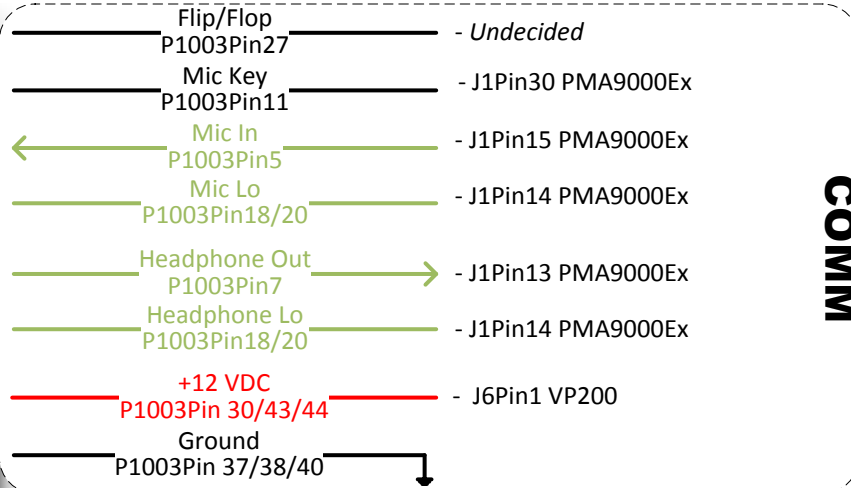 Flip/Flop
P1003Pin27
- Undecided
Mic Key
P1003Pin11
- J1Pin30 PMA9000Ex
Mic In
P1003Pin5
- J1Pin15 PMA9000Ex
Mic Lo
P1003Pin18/20
- J1Pin14 PMA9000Ex
Headphone Out
P1003Pin7
- J1Pin13 PMA9000Ex
Headphone Lo
P1003Pin18/20
- J1Pin14 PMA9000Ex
+12 VDC
P1003Pin 30/43/44
- J6Pin1 VP200
Ground
P1003Pin 37/38/40
COMM